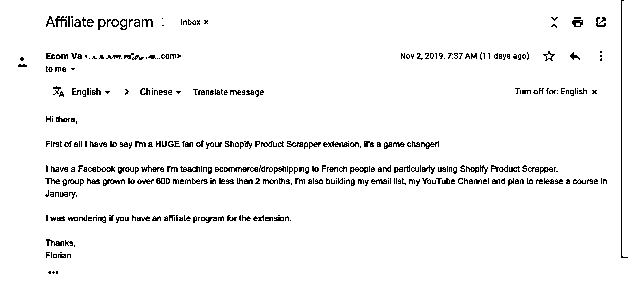 Affiliate program
Inbox ×
Ecom Va
com>
Nov 2, 2019, 7:37 AM (11 days ago)
to me
English > Chinese Translate message
Turn off for: English ×
Hi there,
First of all I have to say I'm a HUGE fan of your Shopify Product Scrapper extension, it's a game changer!
I have a Facebook group where I'm teaching ecommerce/dropshipping to French people and particularly using Shopify Product Scrapper.
The group has grown to over 600 members in less than 2 months, I'm also building my email list, my YouTube Channel and plan to release a course in
January.
I was wondering if you have an affiliate program for the extension.
Thanks,
Florian